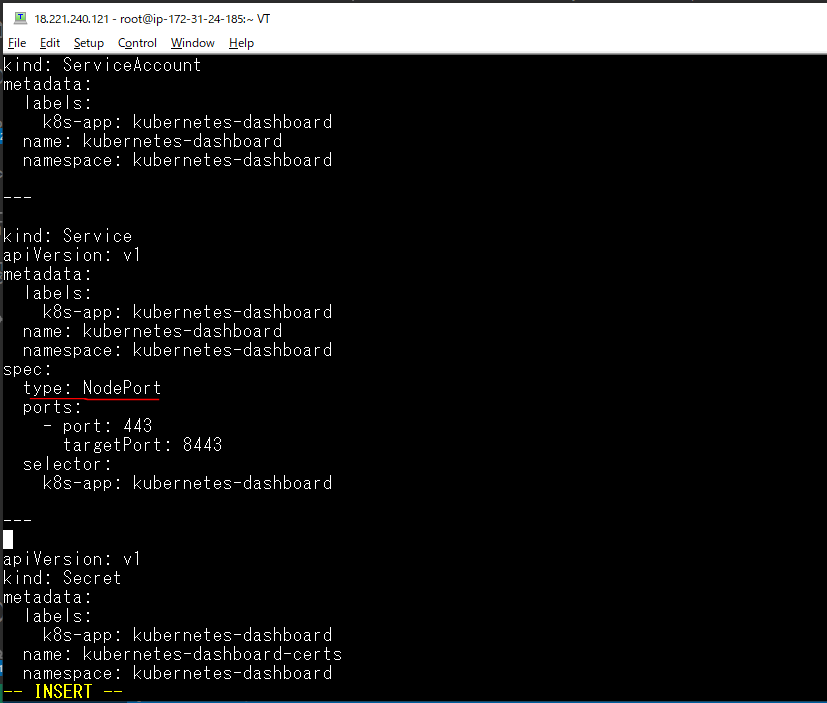 18.221.240.121 - root@ip-172-31-24-185:~ VT
File Edit Setup Control Window Help
kind: ServiceAccount
metadata:
  labels:
    k8s-app: kubernetes-dashboard
  name: kubernetes-dashboard
  namespace: kubernetes-dashboard
---
kind: Service
apiVersion: v1
metadata:
  labels:
    k8s-app: kubernetes-dashboard
  name: kubernetes-dashboard
  namespace: kubernetes-dashboard
spec:
  type: NodePort
  ports:
    - port: 443
      targetPort: 8443
  selector:
    k8s-app: kubernetes-dashboard
---
apiVersion: v1
kind: Secret
metadata:
  labels:
    k8s-app: kubernetes-dashboard
  name: kubernetes-dashboard-certs
  namespace: kubernetes-dashboard
-- INSERT --